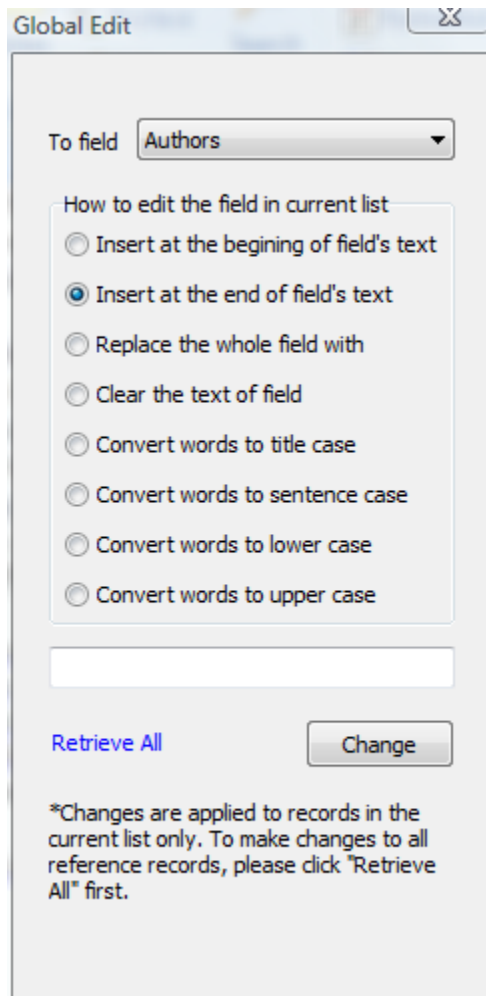 Global Edit
To field Authors
How to edit the field in current list
Insert at the begining of field's text
Insert at the end of field's text
Replace the whole field with
Clear the text of field
Convert words to title case
Convert words to sentence case
Convert words to lower case
Convert words to upper case
Retrieve All Change
*Changes are applied to records in the
current list only. To make changes to all
reference records, please click "Retrieve
All" first.